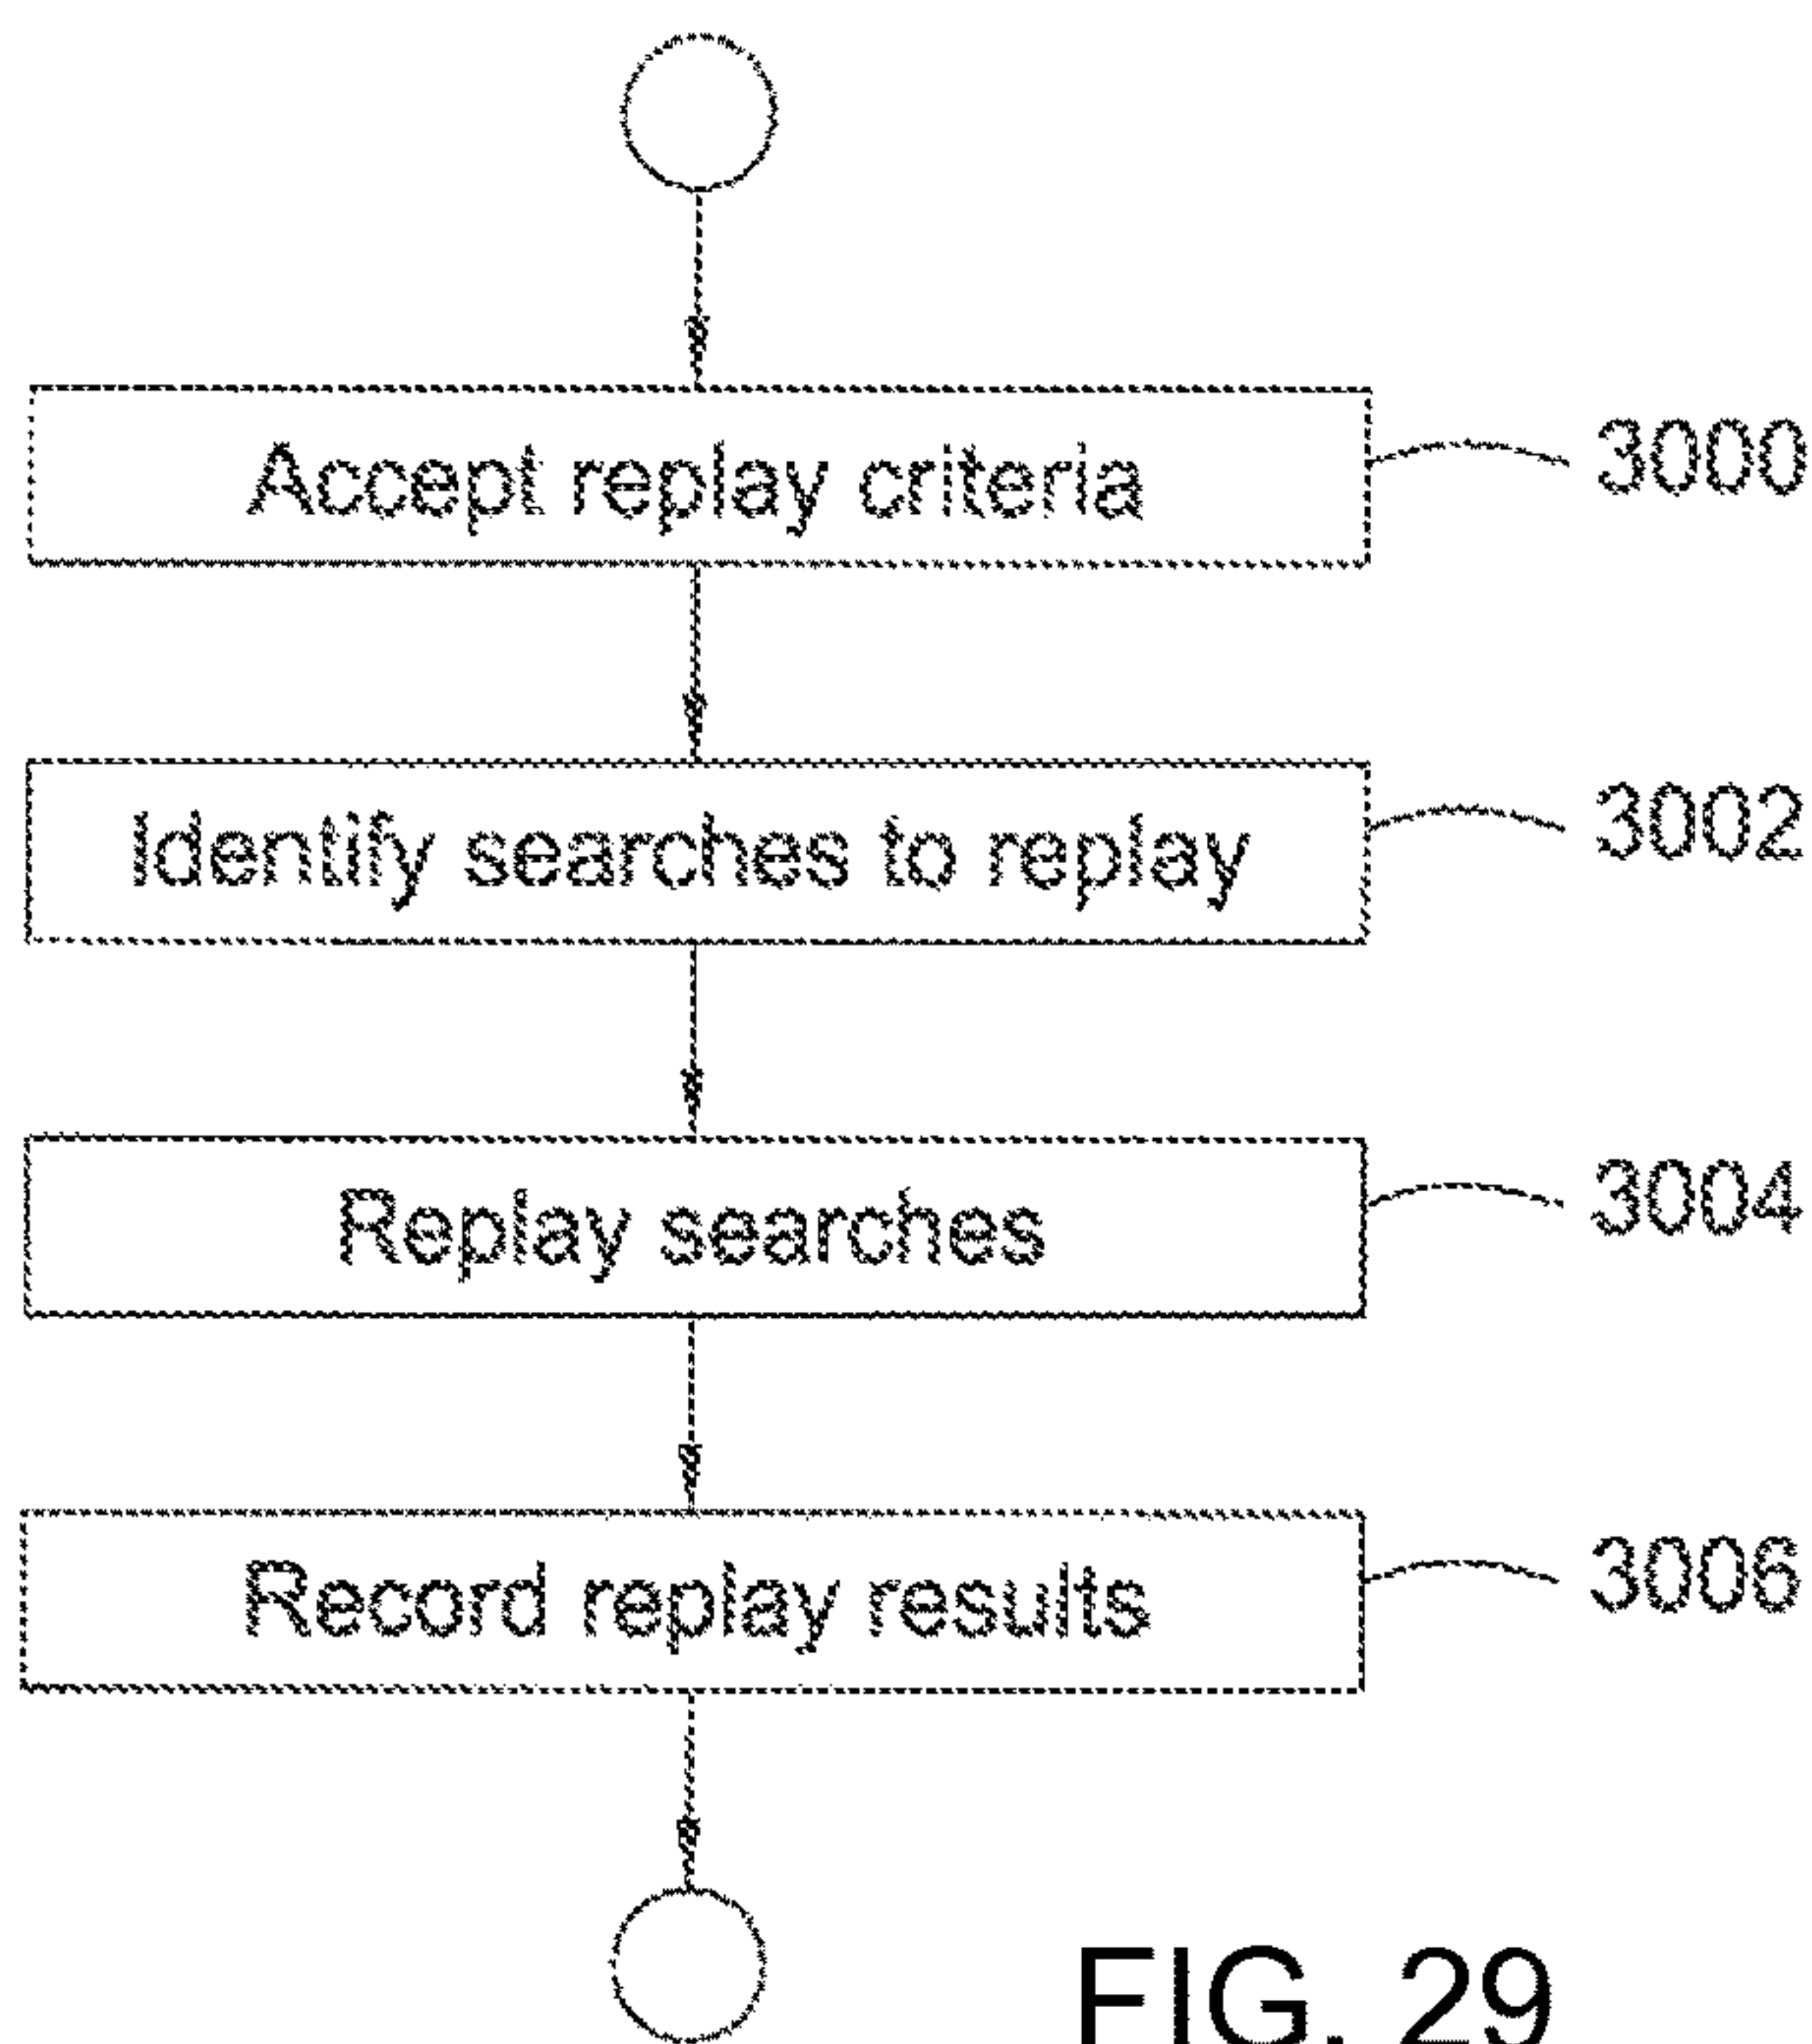 Accept replay criteria
3000
Identify searches to replay
3002
Replay searches
3004
Record replay results
3006
FIG. 29